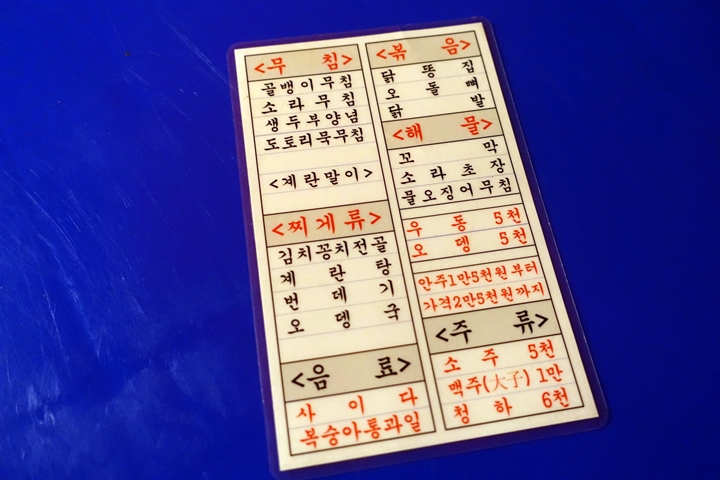 <무 침>
골뱅이무침
소라무침
생두부양념
도토리묵무침
<계란말이>
<찌게류>
김치꽁치전골
계란탕
번데기
오뎅국
<음 료>
사이다
복숭아통과일
<볶 음>
닭똥집
오돌뼈
닭발
<해 물>
꼬막
소라초장
물오징어무침
우동 5천
오뎅 5천
안주1만5천원부터
가격2만5천원까지
<주 류>
소주 5천
맥주(大子) 1만
청하 6천